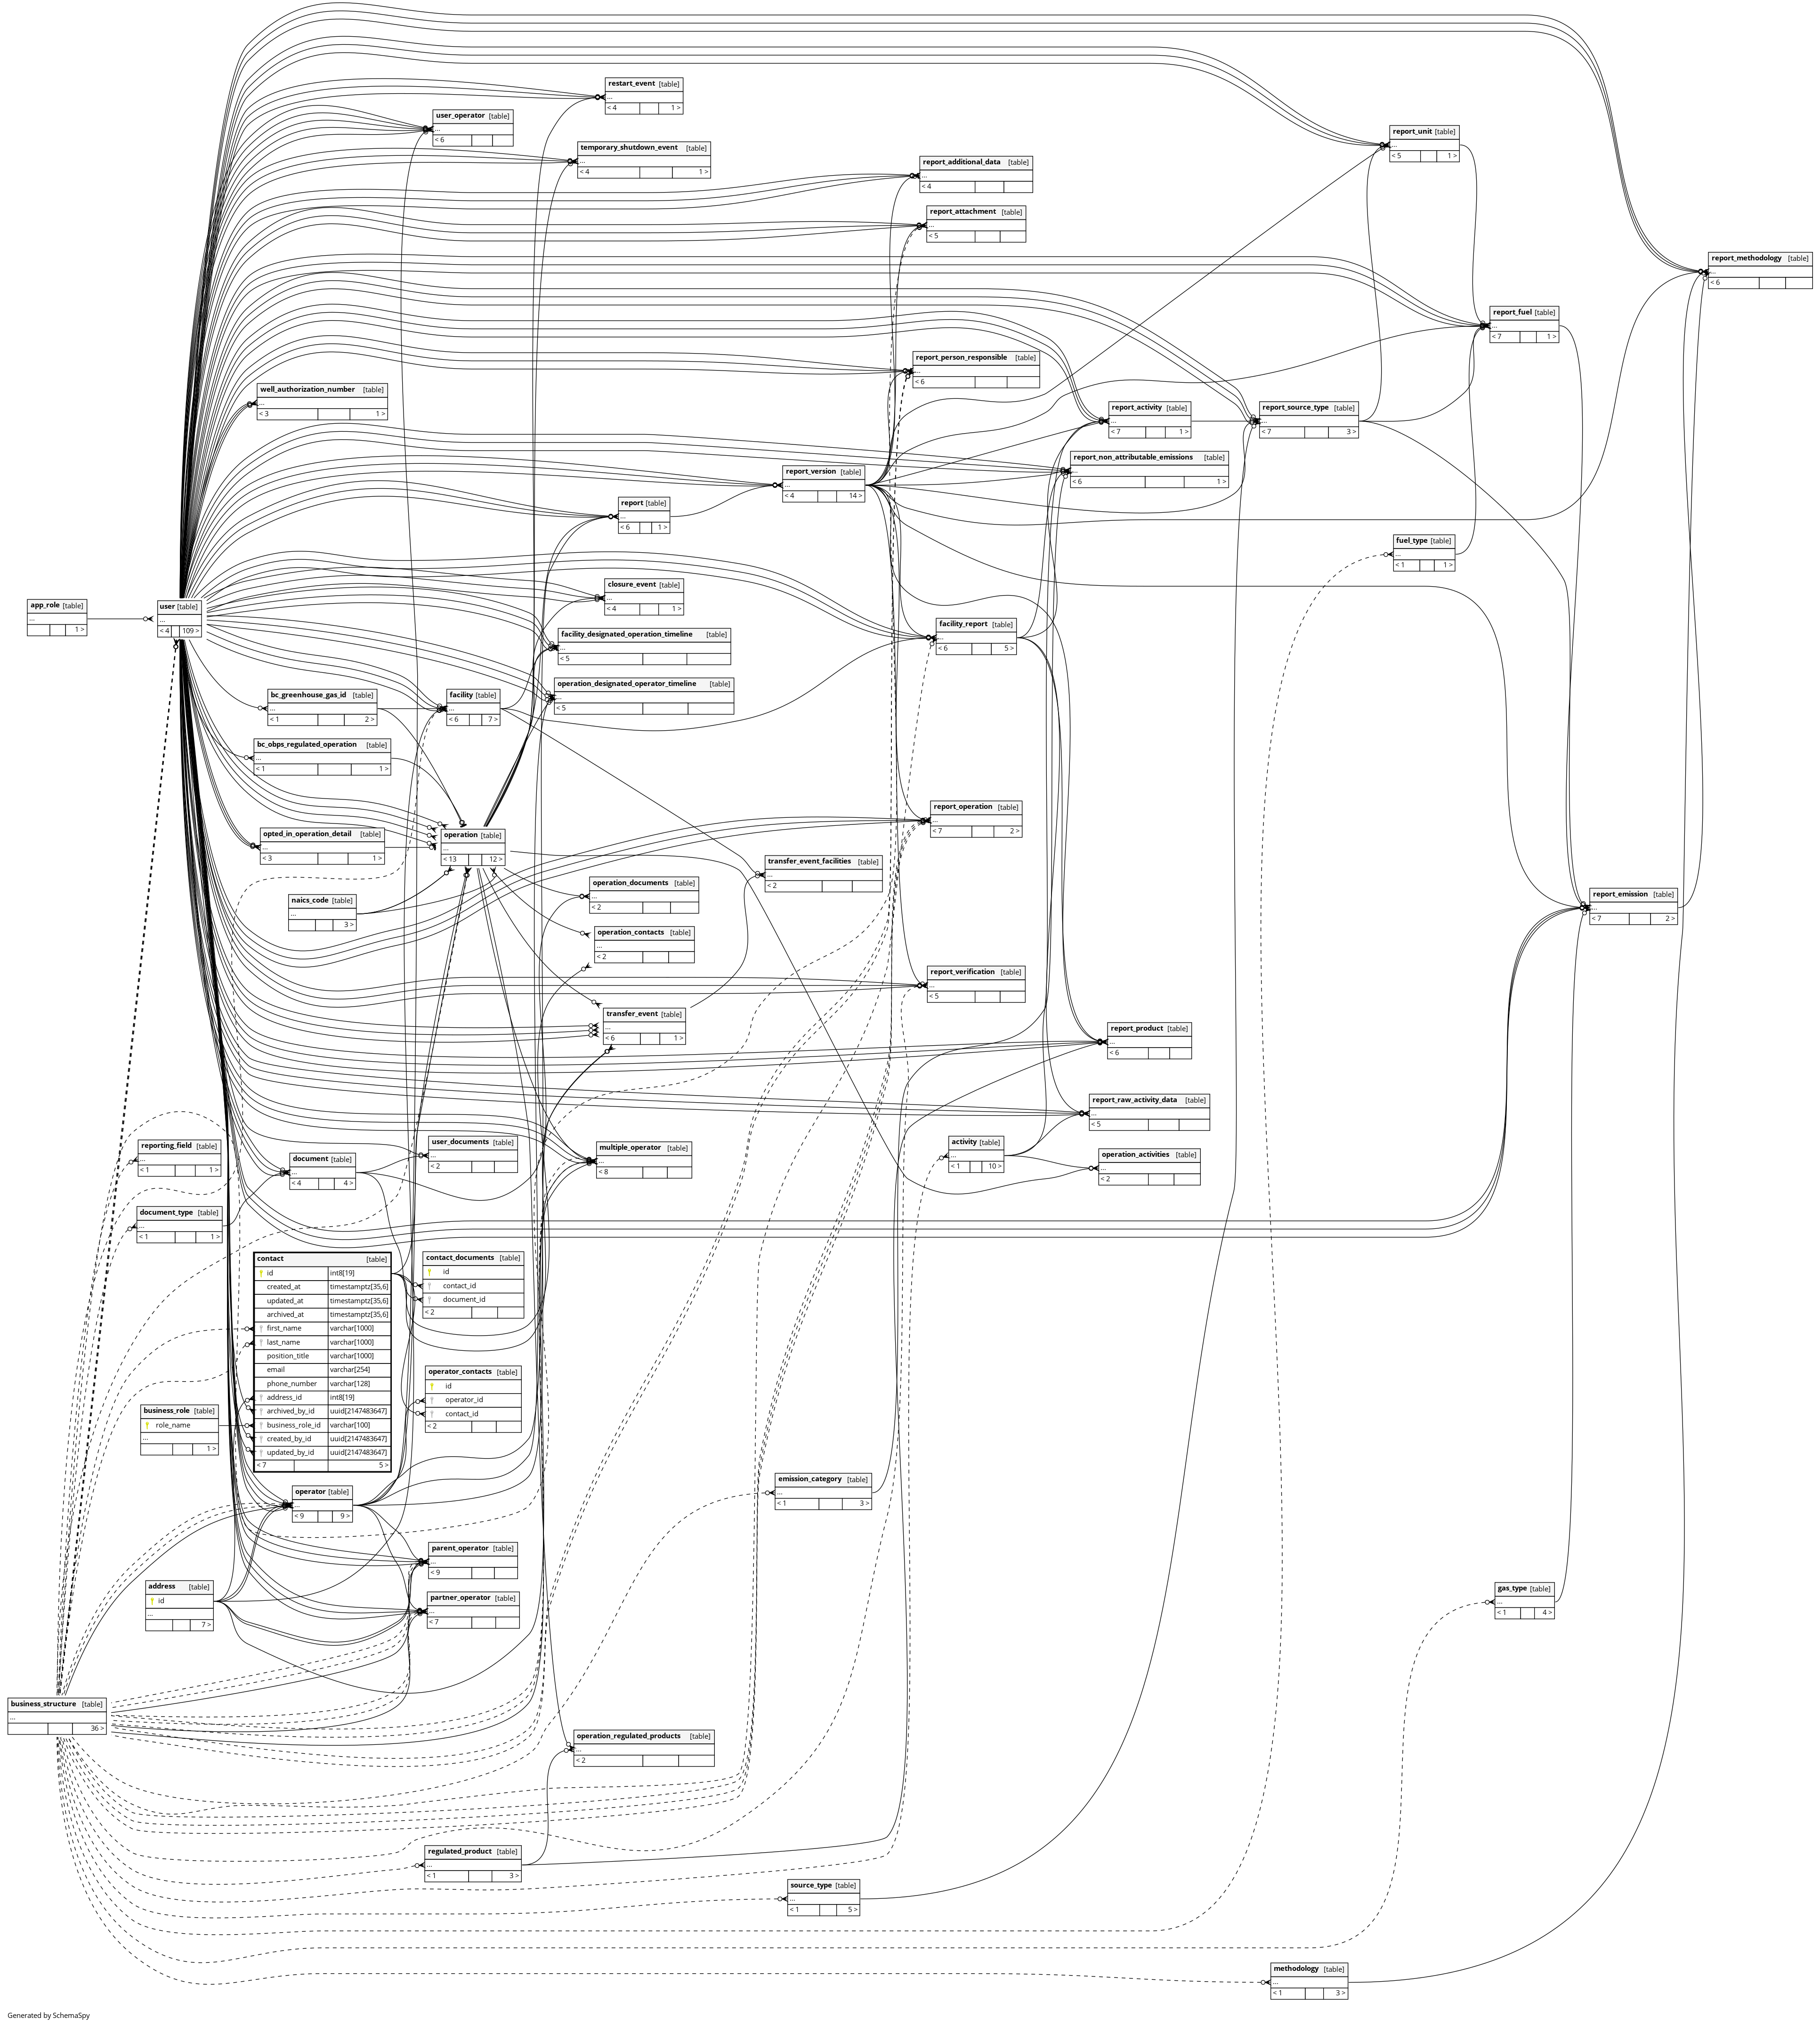 restart_event [table]
...
< 4 1 >
user_operator [table]
...
< 6
report_unit [table]
...
< 5 1 >
temporary_shutdown_event [table]
...
< 4 1 >
report_additional_data [table]
...
< 4
report_attachment [table]
...
< 5
report_methodology [table]
...
< 6
report_fuel [table]
...
< 7 1 >
report_person_responsible [table]
...
< 6
well_authorization_number [table]
...
< 3 1 >
report_activity [table]
...
< 7 1 >
report_source_type [table]
...
< 7 3 >
report_non_attributable_emissions [table]
...
< 6 1 >
report_version [table]
...
< 4 14 >
report [table]
...
< 6 1 >
fuel_type [table]
...
< 1 1 >
closure_event [table]
...
< 4 1 >
app_role [table]
...
1 >
user [table]
...
< 4 109 >
facility_report [table]
...
< 6 5 >
facility_designated_operation_timeline [table]
...
< 5
operation_designated_operator_timeline [table]
...
< 5
bc_greenhouse_gas_id [table]
...
< 1 2 >
facility [table]
...
< 6 7 >
bc_obps_regulated_operation [table]
...
< 1 1 >
report_operation [table]
...
< 7 2 >
opted_in_operation_detail [table]
...
< 3 1 >
operation [table]
...
< 13 12 >
transfer_event_facilities [table]
...
< 2
operation_documents [table]
...
< 2
report_emission [table]
...
< 7 2 >
naics_code [table]
...
3 >
operation_contacts [table]
...
< 2
report_verification [table]
...
< 5
transfer_event [table]
...
< 6 1 >
report_product [table]
...
< 6
report_raw_activity_data [table]
...
< 5
reporting_field [table]
...
< 1 1 >
document [table]
...
< 4 4 >
user_documents [table]
...
< 2
multiple_operator [table]
...
< 8
activity [table]
...
< 1 10 >
operation_activities [table]
...
< 2
document_type [table]
...
< 1 1 >
contact [table]
id int8[19]
created_at timestamptz[35,6]
updated_at timestamptz[35,6]
archived_at timestamptz[35,6]
first_name varchar[1000]
last_name varchar[1000]
position_title varchar[1000]
email varchar[254]
phone_number varchar[128]
address_id int8[19]
archived_by_id uuid[2147483647]
business_role_id varchar[100]
created_by_id uuid[2147483647]
updated_by_id uuid[2147483647]
< 7 5 >
contact_documents [table]
id
contact_id
document_id
< 2
operator_contacts [table]
id
operator_id
contact_id
< 2
business_role [table]
role_name
...
1 >
emission_category [table]
...
< 1 3 >
operator [table]
...
< 9 9 >
parent_operator [table]
...
< 9
address [table]
id
...
7 >
partner_operator [table]
...
< 7
gas_type [table]
...
< 1 4 >
business_structure [table]
...
36 >
operation_regulated_products [table]
...
< 2
regulated_product [table]
...
< 1 3 >
source_type [table]
...
< 1 5 >
methodology [table]
...
< 1 3 >
Generated by SchemaSpy